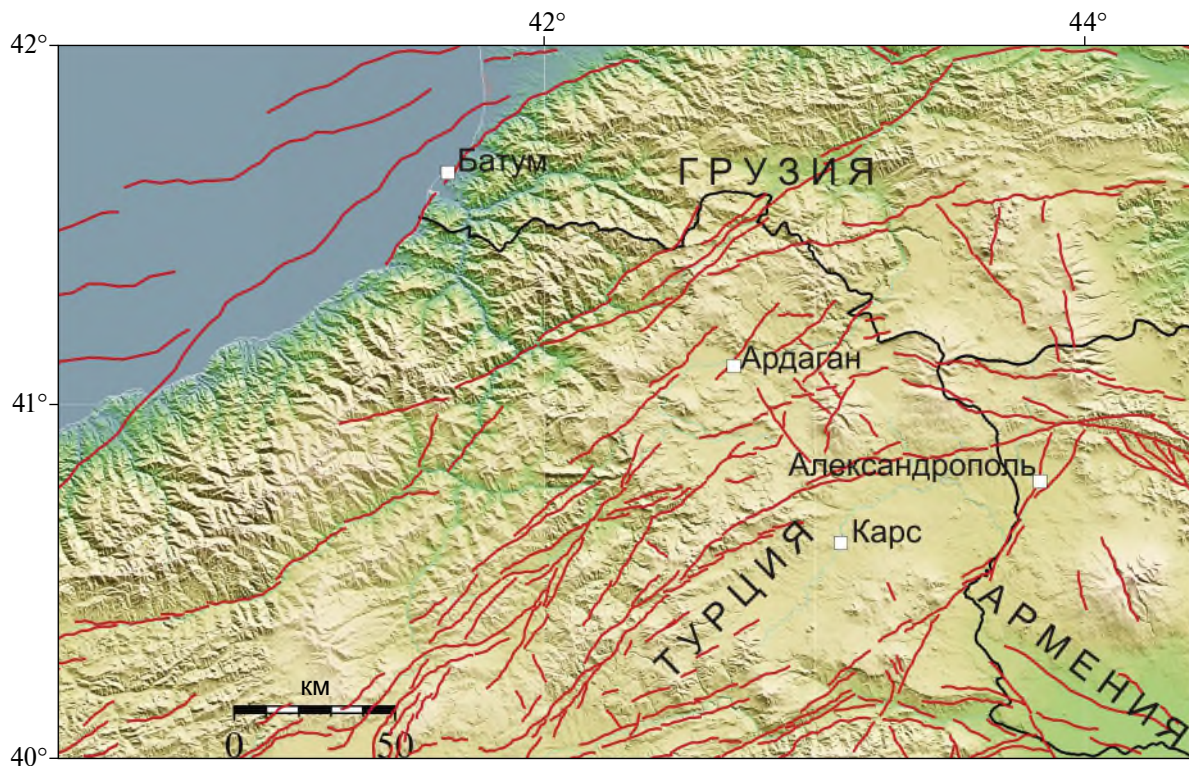 42° 44°
42°
Батум
ГРУЗИЯ
Ардаган
41°
Александрополь
Карс
ТУРЦИЯ
АРМЕНИЯ
км
0 50
40°